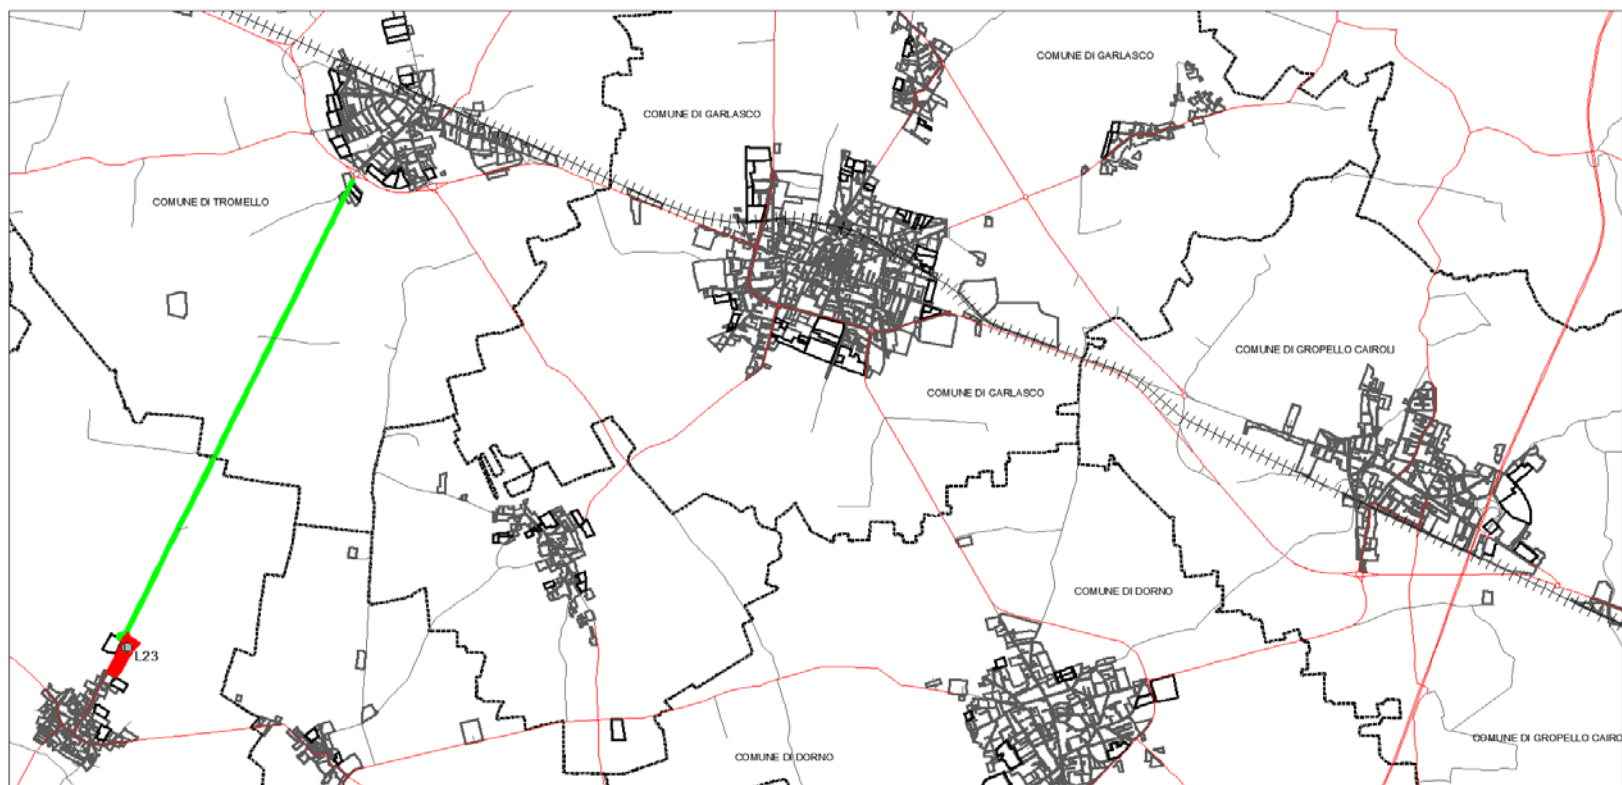 COMUNE DI GARLASCO
COMUNE DI GARLASCO
COMUNE DI TROMELLO
COMUNE DI GROPELLO CAIROLI
COMUNE DI GARLASCO
COMUNE DI DORNO
L23
COMUNE DI GROPELLO CAIRO
COMUNE DI DORNO